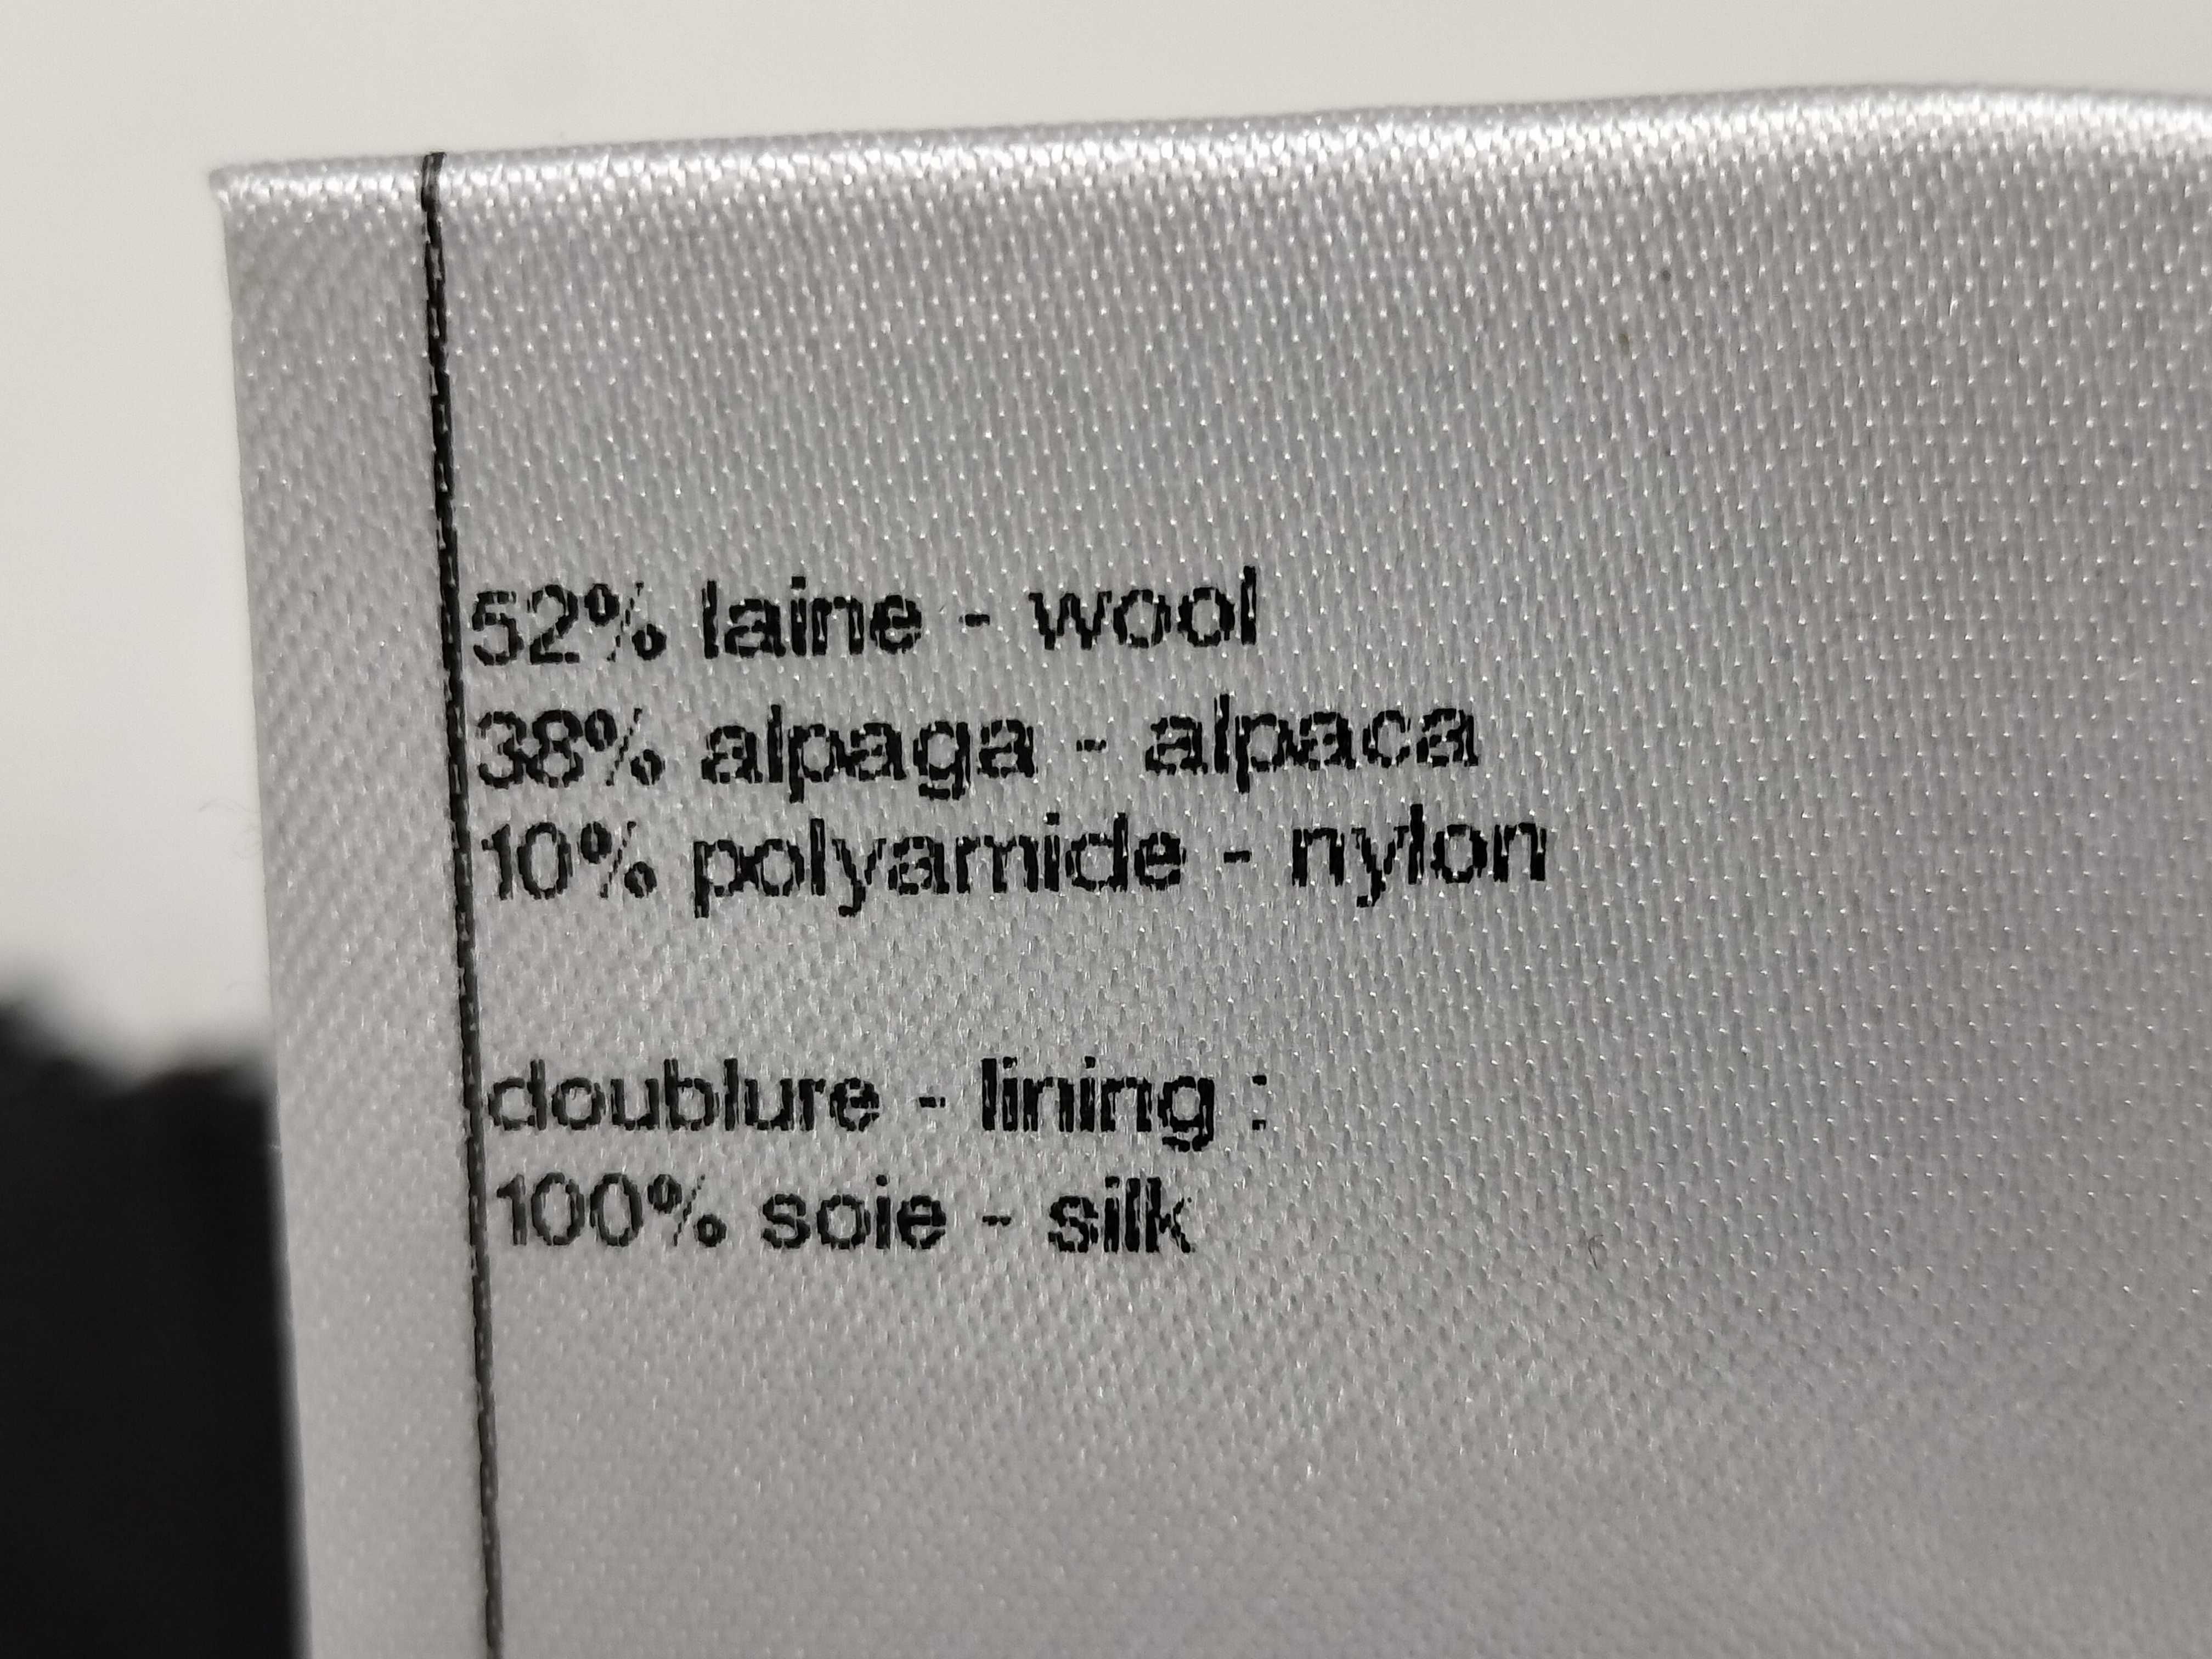 52% laine - wool
38% alpaga - alpaca
10% polyamide - nylon
doublure - lining :
100% soie - silk